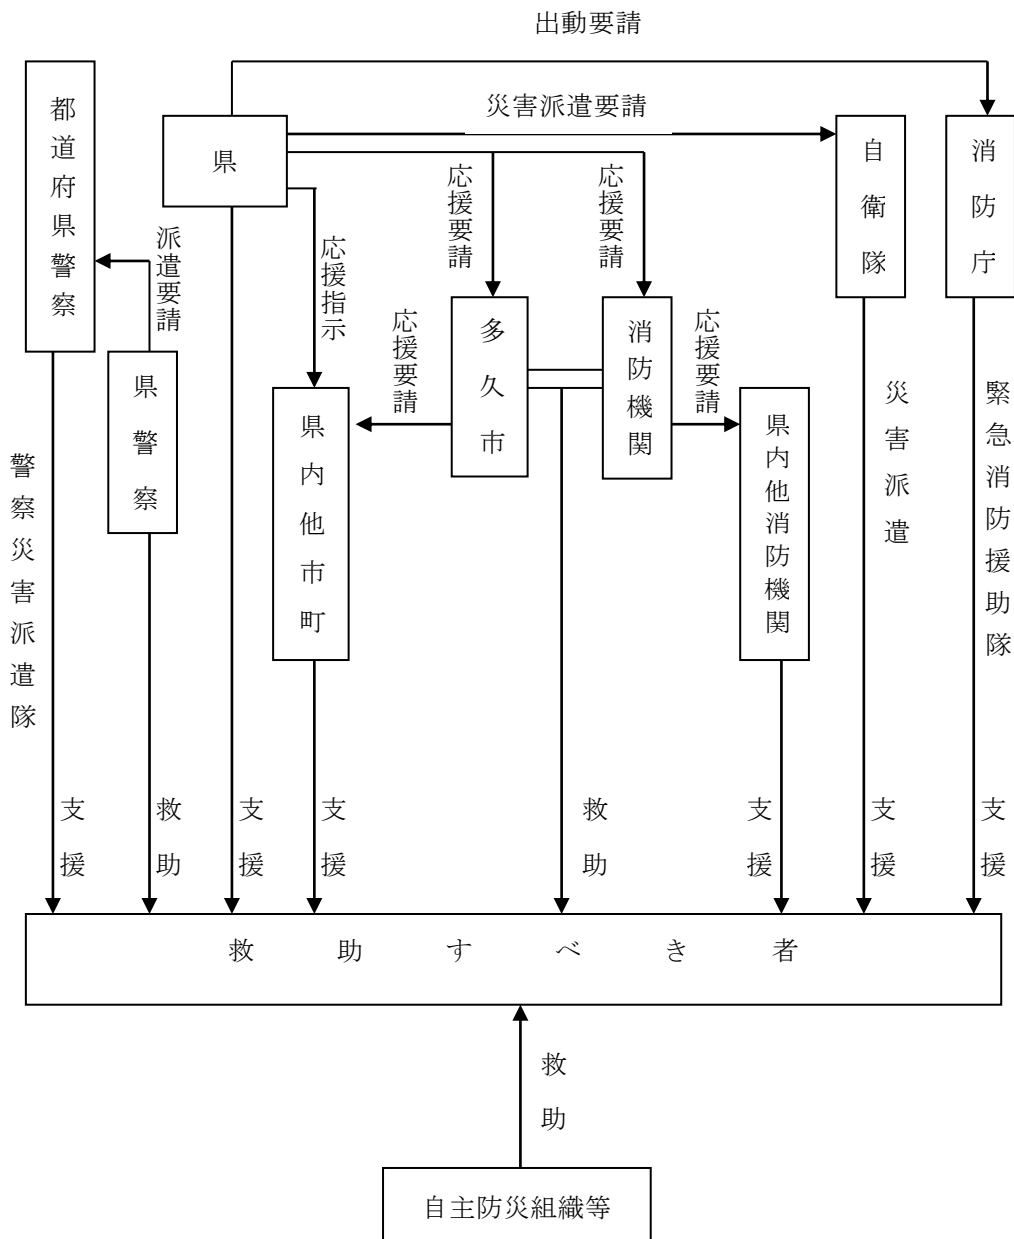 出動要請
災害派遣要請
都道府県警察
県
自衛隊
消防庁
派遣要請
応援指示
応援要請
応援要請
県警察
応援要請
多久市
消防機関
応援要請
県内他市町
県内他消防機関
警察災害派遣隊
災害派遣
緊急消防援助隊
支援
救助
支援
支援
救助
支援
支援
支援
救助すべき者
救助
自主防災組織等